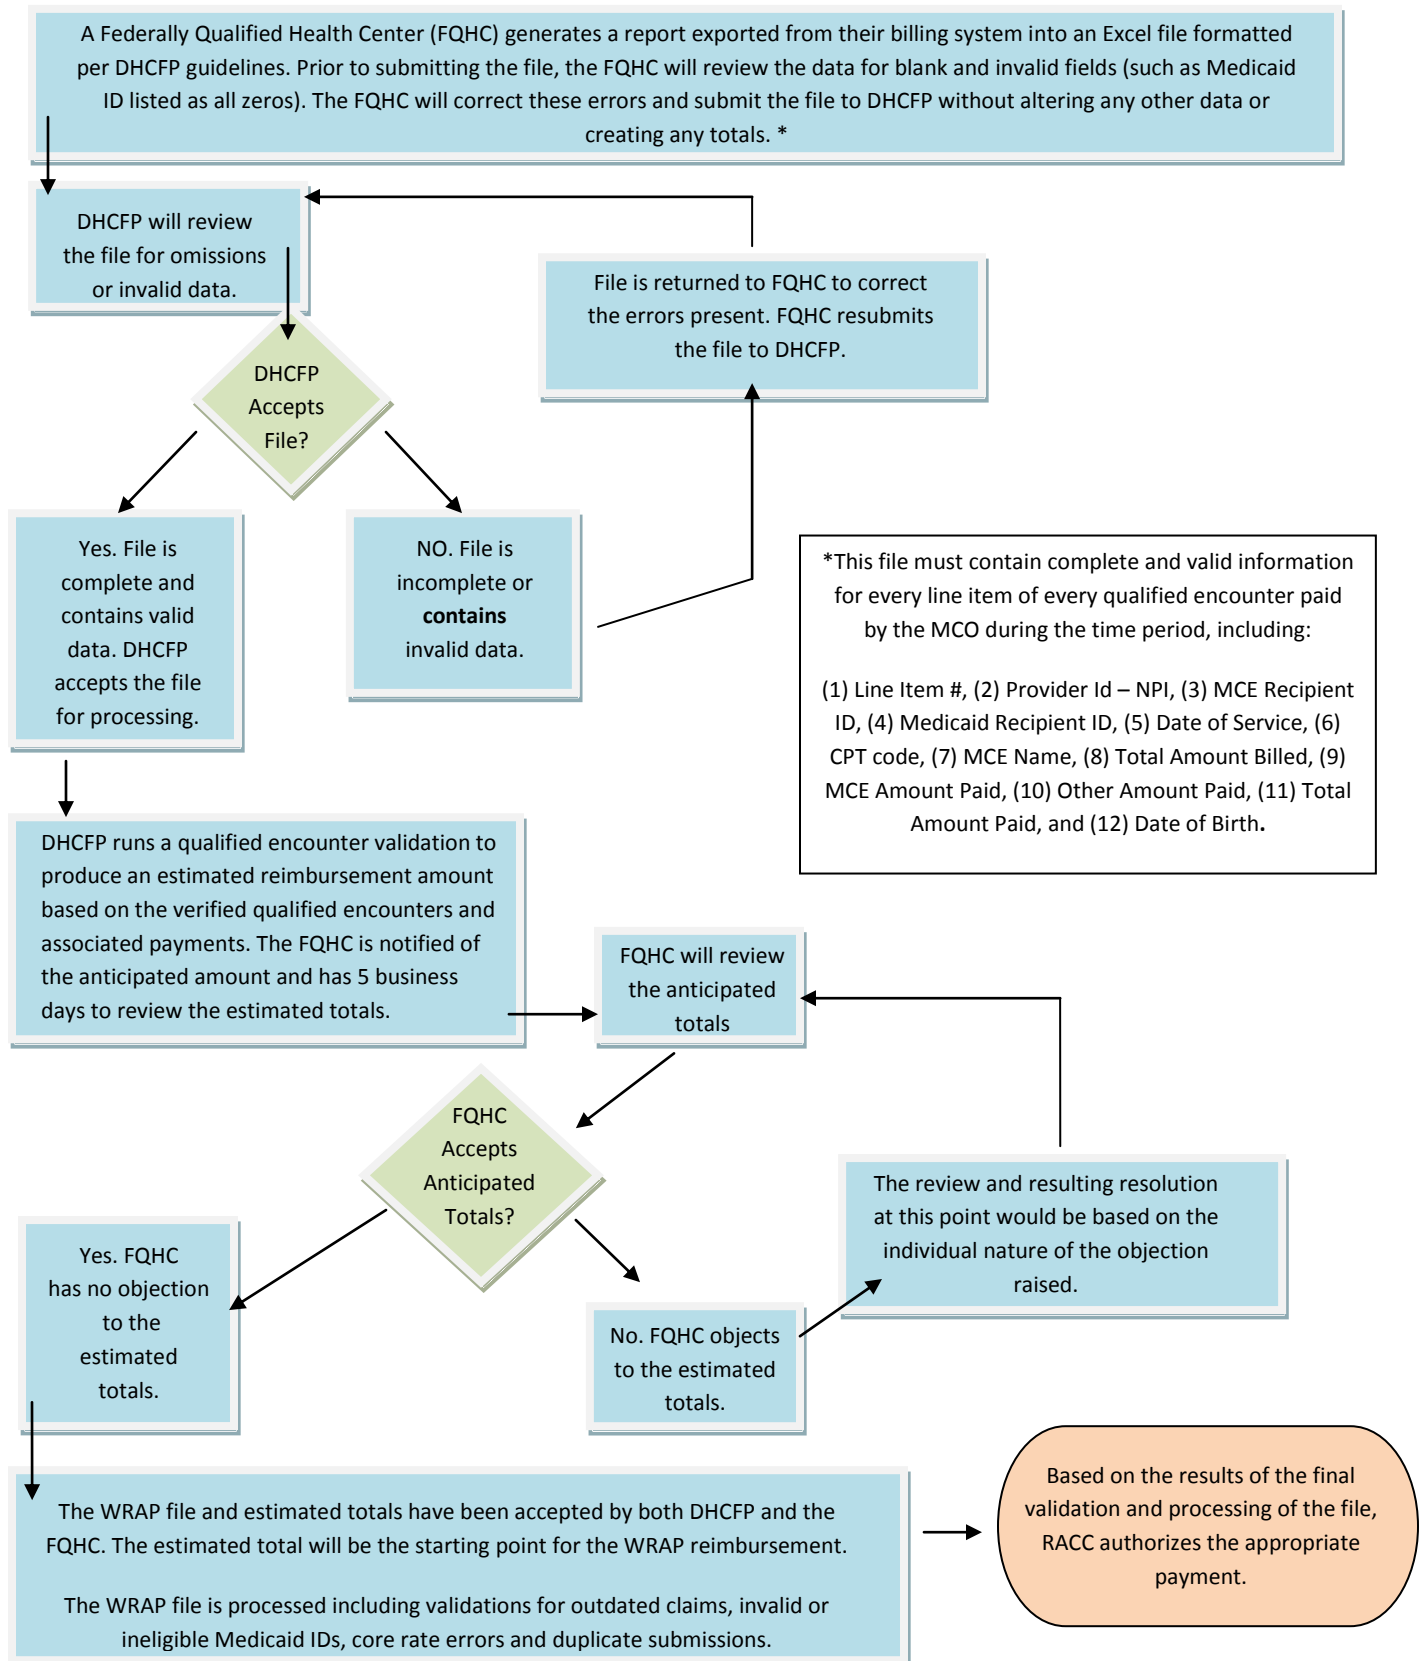 A Federally Qualified Health Center (FQHC) generates a report exported from their billing system into an Excel file formatted
per DHCFP guidelines. Prior to submitting the file, the FQHC will review the data for blank and invalid fields (such as Medicaid
ID listed as all zeros). The FQHC will correct these errors and submit the file to DHCFP without altering any other data or
creating any totals. *
DHCFP will review
the file for omissions
or invalid data.
File is returned to FQHC to correct
the errors present. FQHC resubmits
the file to DHCFP.
DHCFP
Accepts
File?
Yes. File is
complete and
contains valid
data. DHCFP
accepts the file
for processing.
NO. File is
incomplete or
contains
invalid data.
*This file must contain complete and valid information
for every line item of every qualified encounter paid
by the MCO during the time period, including:
(1) Line Item #, (2) Provider Id – NPI, (3) MCE Recipient
ID, (4) Medicaid Recipient ID, (5) Date of Service, (6)
CPT code, (7) MCE Name, (8) Total Amount Billed, (9)
MCE Amount Paid, (10) Other Amount Paid, (11) Total
Amount Paid, and (12) Date of Birth.
DHCFP runs a qualified encounter validation to
produce an estimated reimbursement amount
based on the verified qualified encounters and
associated payments. The FQHC is notified of
the anticipated amount and has 5 business
days to review the estimated totals.
FQHC will review
the anticipated
totals
FQHC
Accepts
Anticipated
Totals?
The review and resulting resolution
at this point would be based on the
individual nature of the objection
raised.
Yes. FQHC
has no objection
to the
estimated
totals.
No. FQHC objects
to the estimated
totals.
The WRAP file and estimated totals have been accepted by both DHCFP and the
FQHC. The estimated total will be the starting point for the WRAP reimbursement.
The WRAP file is processed including validations for outdated claims, invalid or
ineligible Medicaid IDs, core rate errors and duplicate submissions.
Based on the results of the final
validation and processing of the file,
RACC authorizes the appropriate
payment.